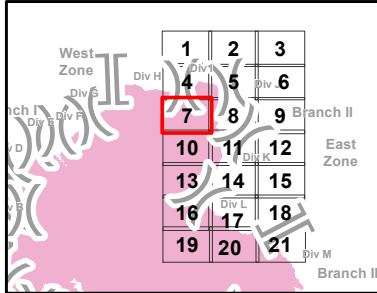 1 2 3
West Zone
Div H
Div I
4 5 6
Div J
Div G
7 8 9
Branch II
Div F
Div E
10 11 12
East Zone
Div D
Div K
13 14 15
16 17 18
Div L
19 20 21
Div M
Branch II